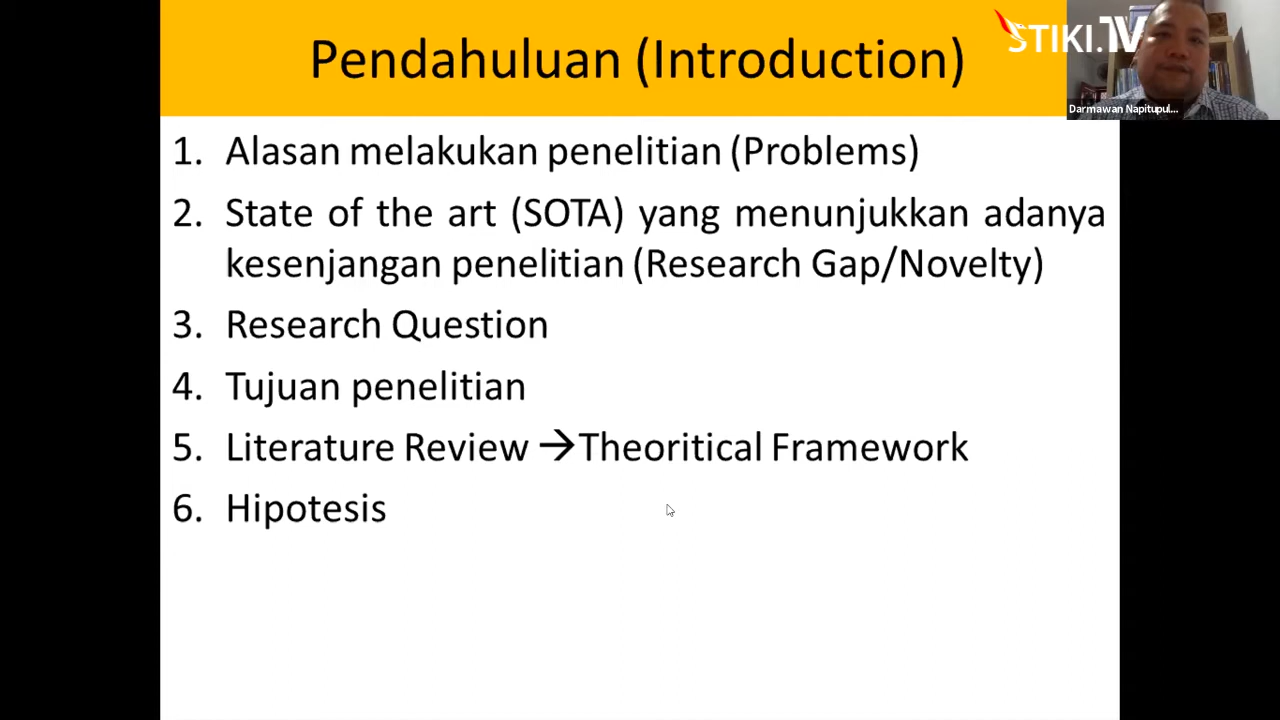 Pendahuluan (Introduction)
STIKI.TV
Darmawan Napitupul...
1. Alasan melakukan penelitian (Problems)
2. State of the art (SOTA) yang menunjukkan adanya
kesenjangan penelitian (Research Gap/Novelty)
3. Research Question
4. Tujuan penelitian
5. Literature Review →Theoritical Framework
6. Hipotesis